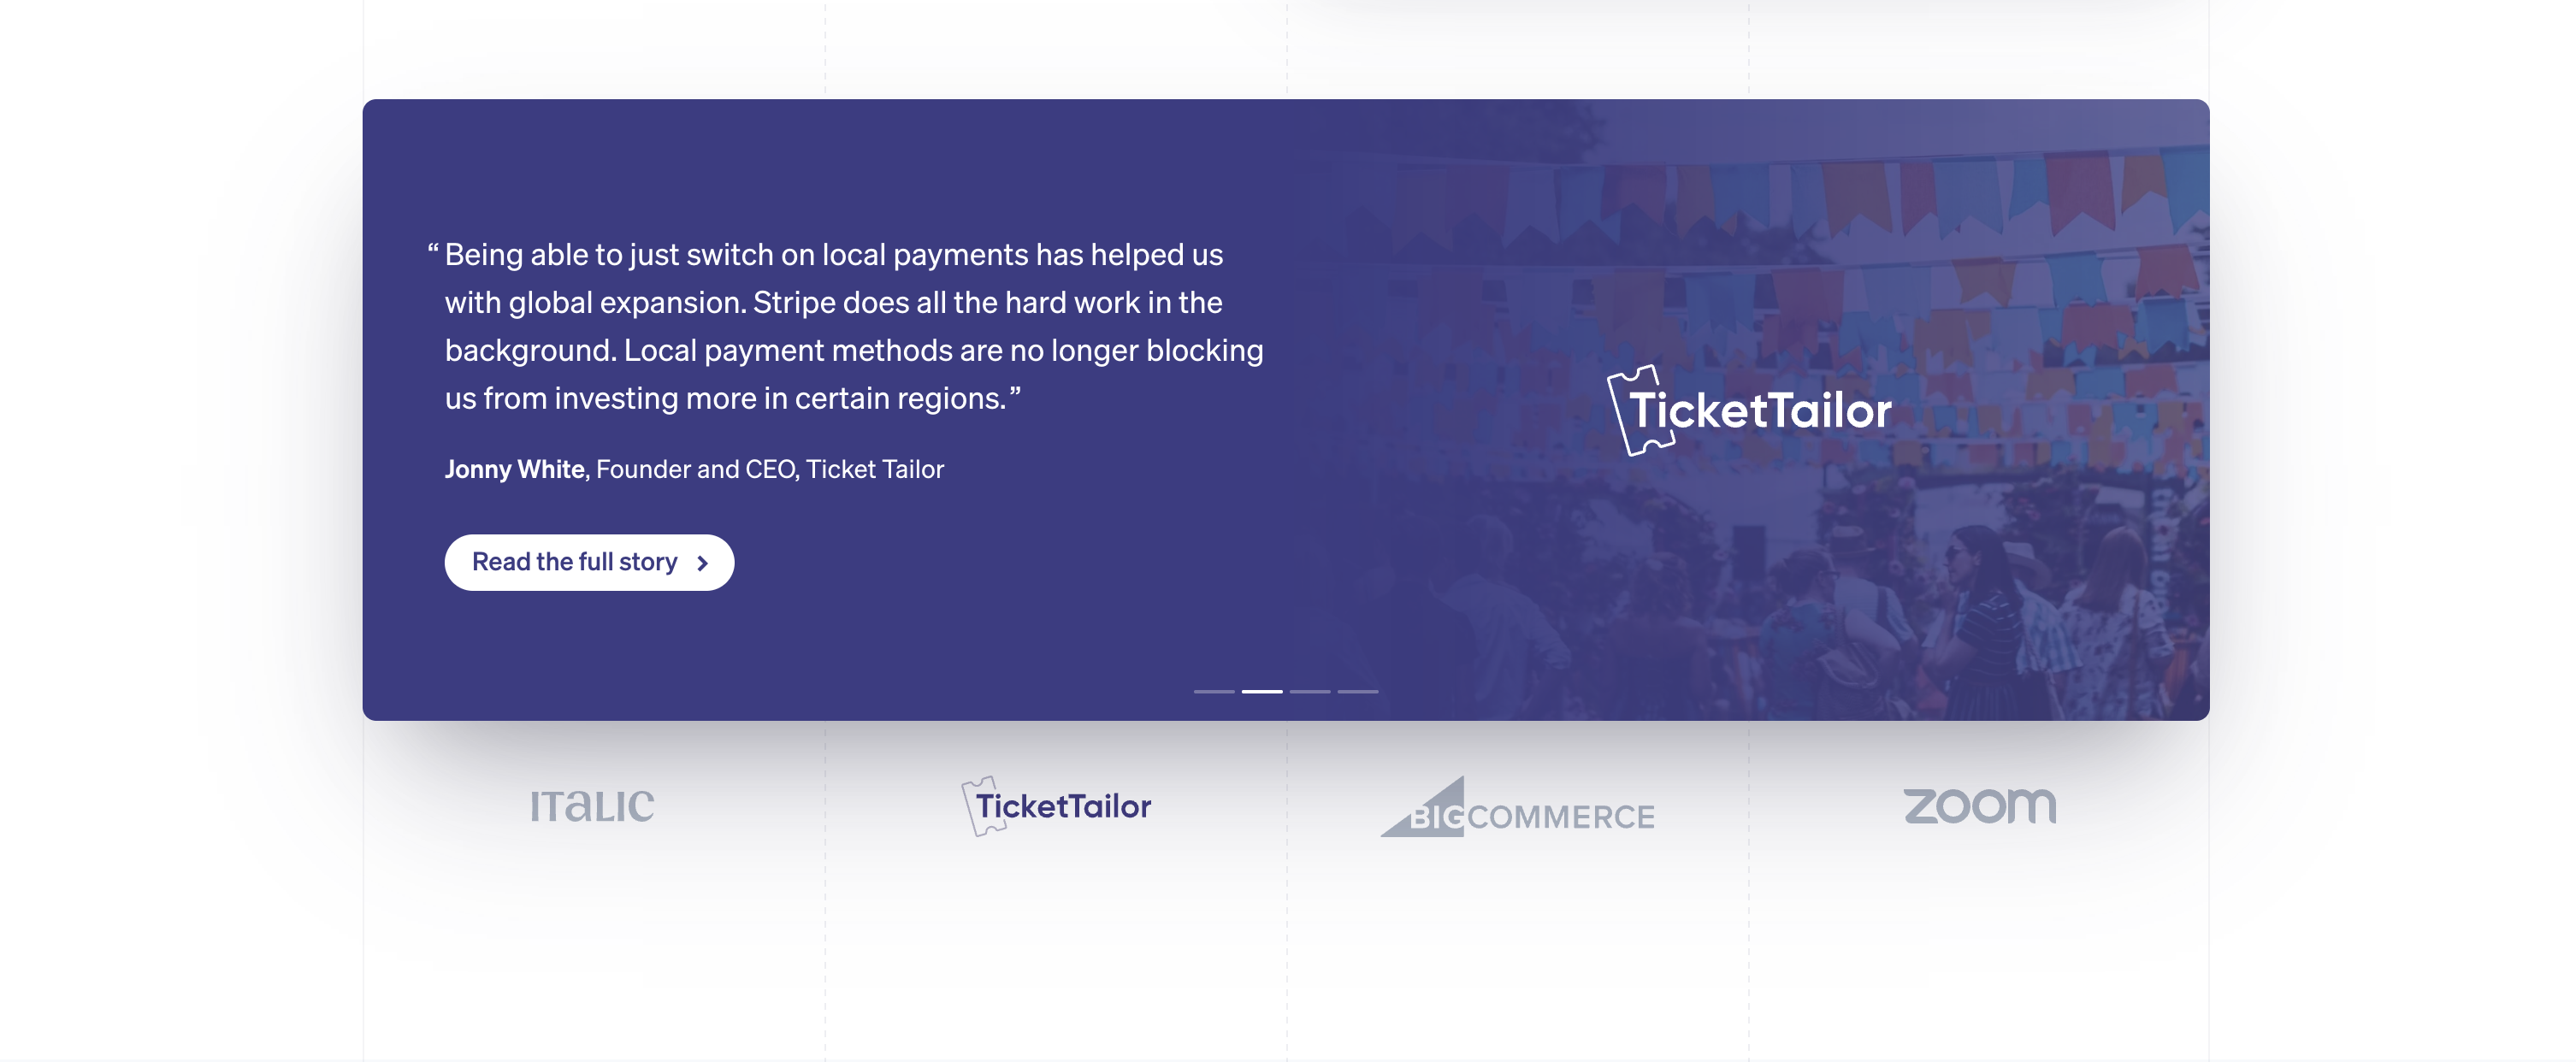 “Being able to just switch on local payments has helped us
with global expansion. Stripe does all the hard work in the
background. Local payment methods are no longer blocking
us from investing more in certain regions.”
Jonny White, Founder and CEO, Ticket Tailor
Read the full story
TicketTailor
ITaLIC
TicketTailor
BIGCOMMERCE
zoom